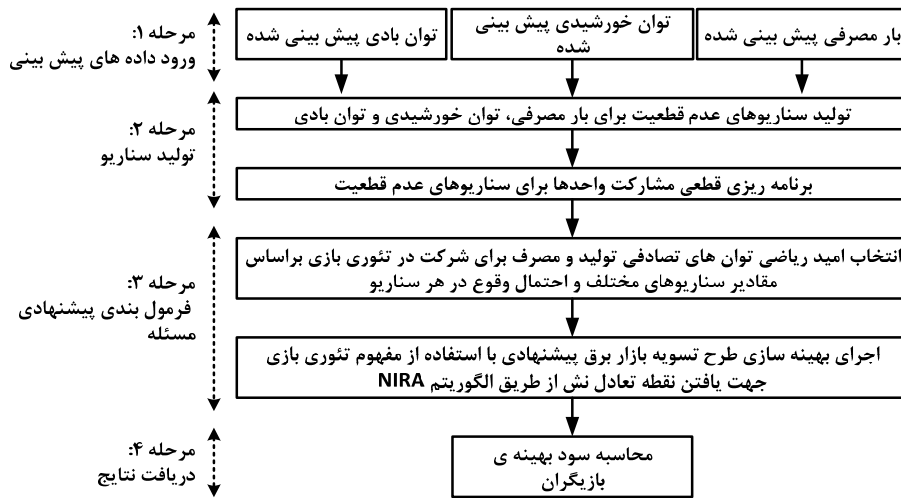 مرحله ۱:
ورود داده های پیش بینی
بار مصرفی پیش بینی شده
توان خورشیدی پیش بینی
شده
توان بادی پیش بینی شده
مرحله ۲:
تولید سناریو
تولید سناریوهای عدم قطعیت برای بار مصرفی، توان خورشیدی و توان بادی
برنامه ریزی قطعی مشارکت واحدها برای سناریوهای عدم قطعیت
مرحله ۳:
فرمول بندی پیشنهادی
مسئله
انتخاب امید ریاضی توان های تصادفی تولید و مصرف برای شرکت در تئوری بازی براساس
مقادیر سناریوهای مختلف و احتمال وقوع در هر سناریو
اجرای بهینه سازی طرح تسویه بازار برق پیشنهادی با استفاده از مفهوم تئوری بازی
جهت یافتن نقطه تعادل نش از طریق الگوریتم NIRA
مرحله ۴:
دریافت نتایج
محاسبه سود بهینه ی
بازیگران